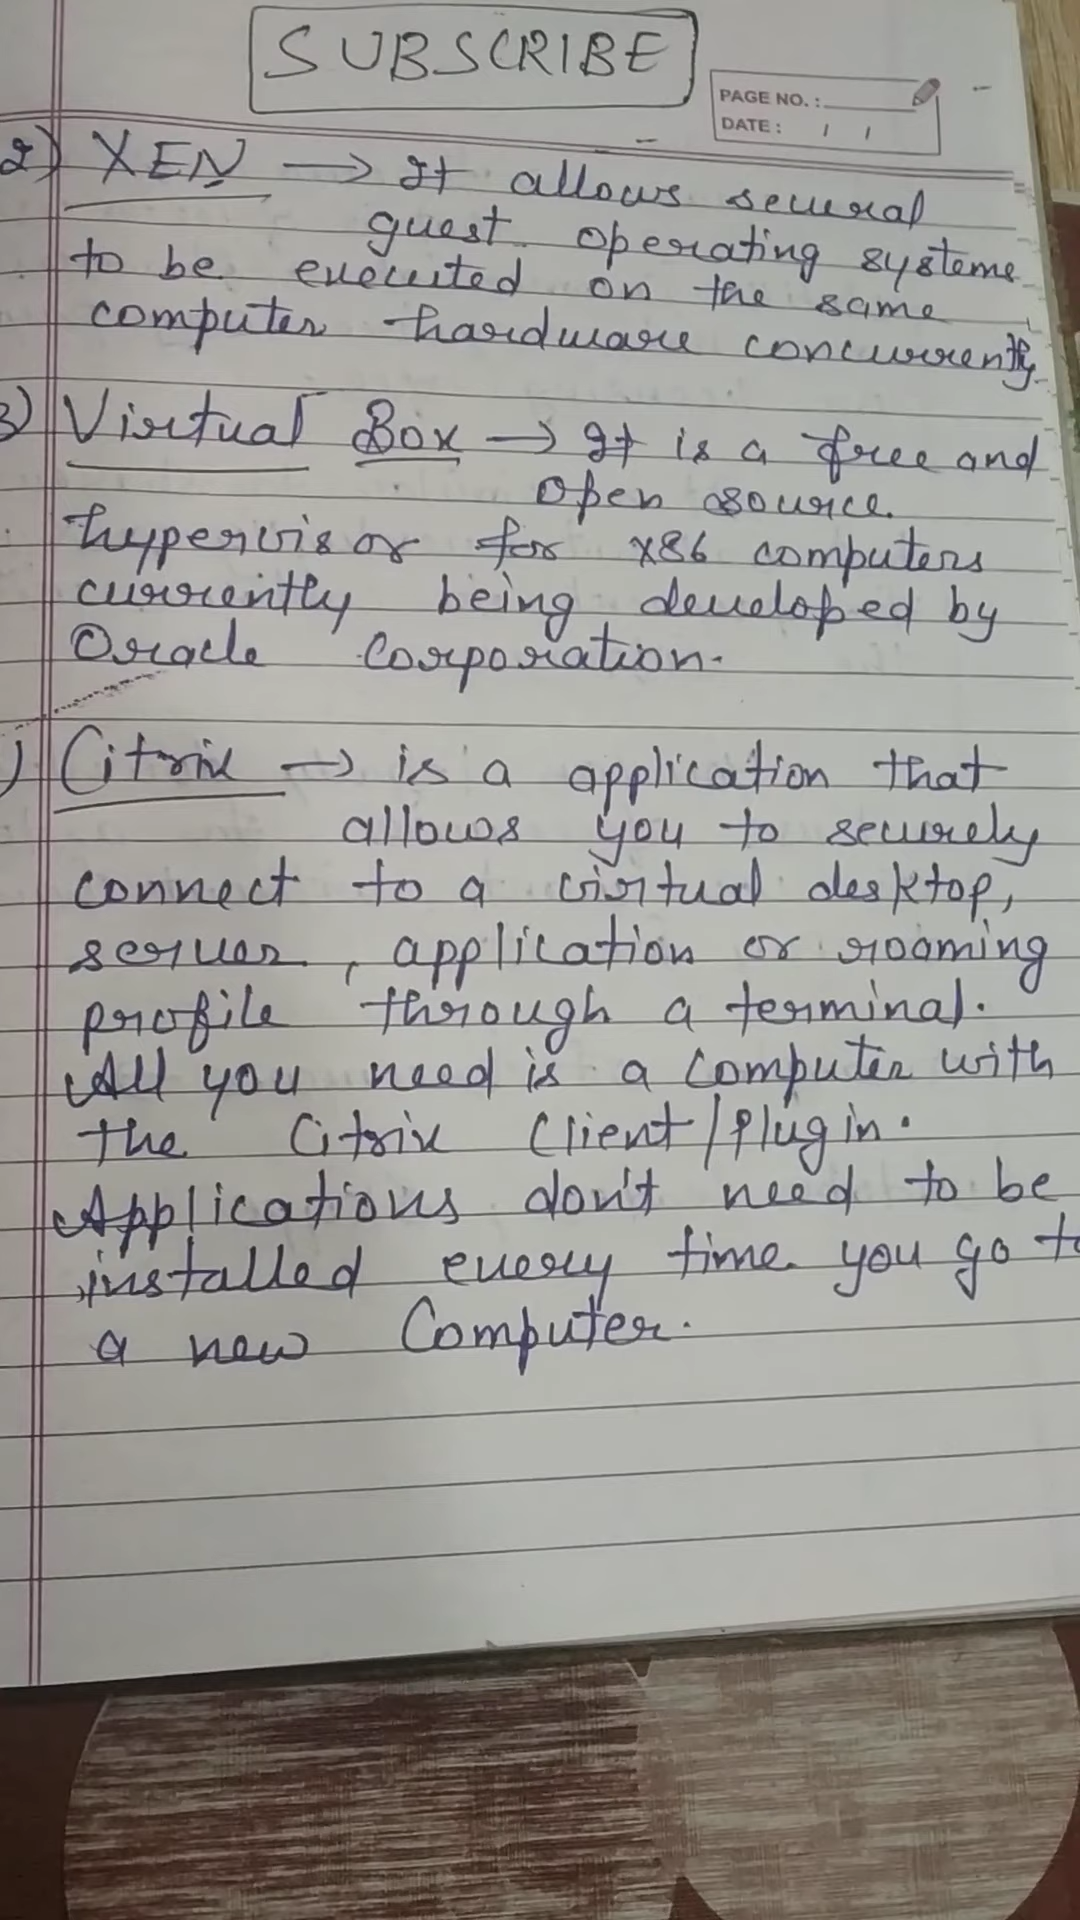 SUBSCRIBE
PAGE NO. :
DATE : / /
2) XEN → It allows several
guest operating systems
to be executed on the same
computer hardware concurrently
3) Virtual Box → It is a free and
open source
hypervisor for x86 computers
currently being developed by
Oracle Corporation.
) Citrix → is a application that
allows you to securely
connect to a virtual desktop,
server, application or roaming
profile through a terminal.
All you need is a computer with
the Citrix Client/Plugin.
Applications don't need to be
installed every time you go to
a new Computer.